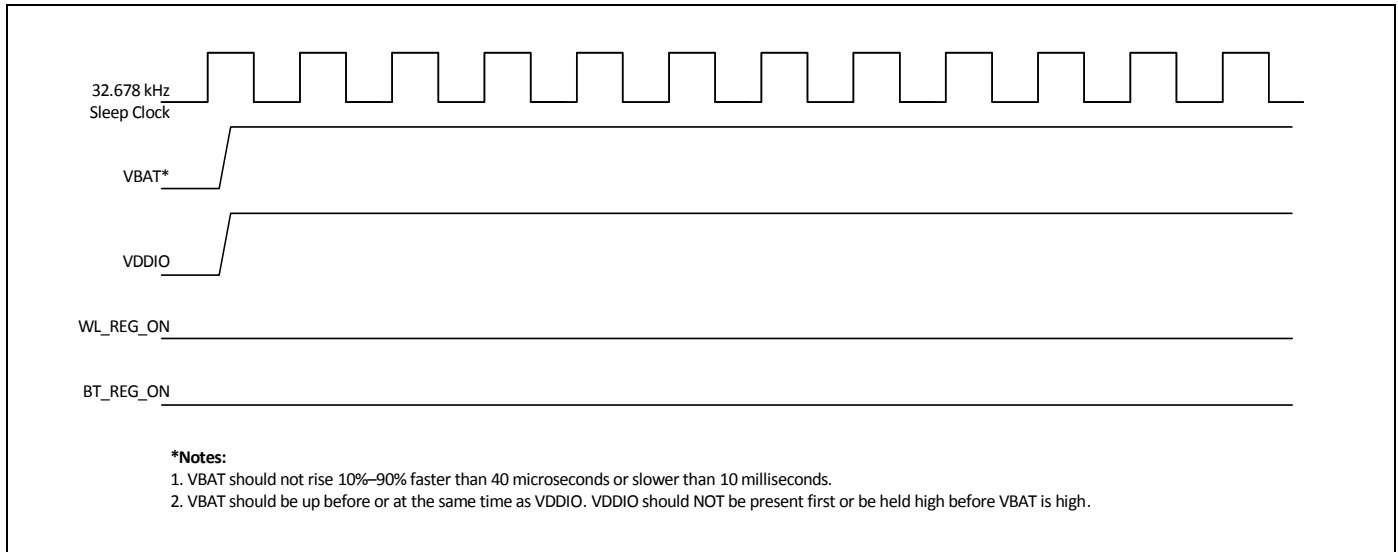 32.678 kHz
Sleep Clock
VBAT*
VDDIO
WL_REG_ON
BT_REG_ON
*Notes:
1. VBAT should not rise 10%–90% faster than 40 microseconds or slower than 10 milliseconds.
2. VBAT should be up before or at the same time as VDDIO. VDDIO should NOT be present first or be held high before VBAT is high.